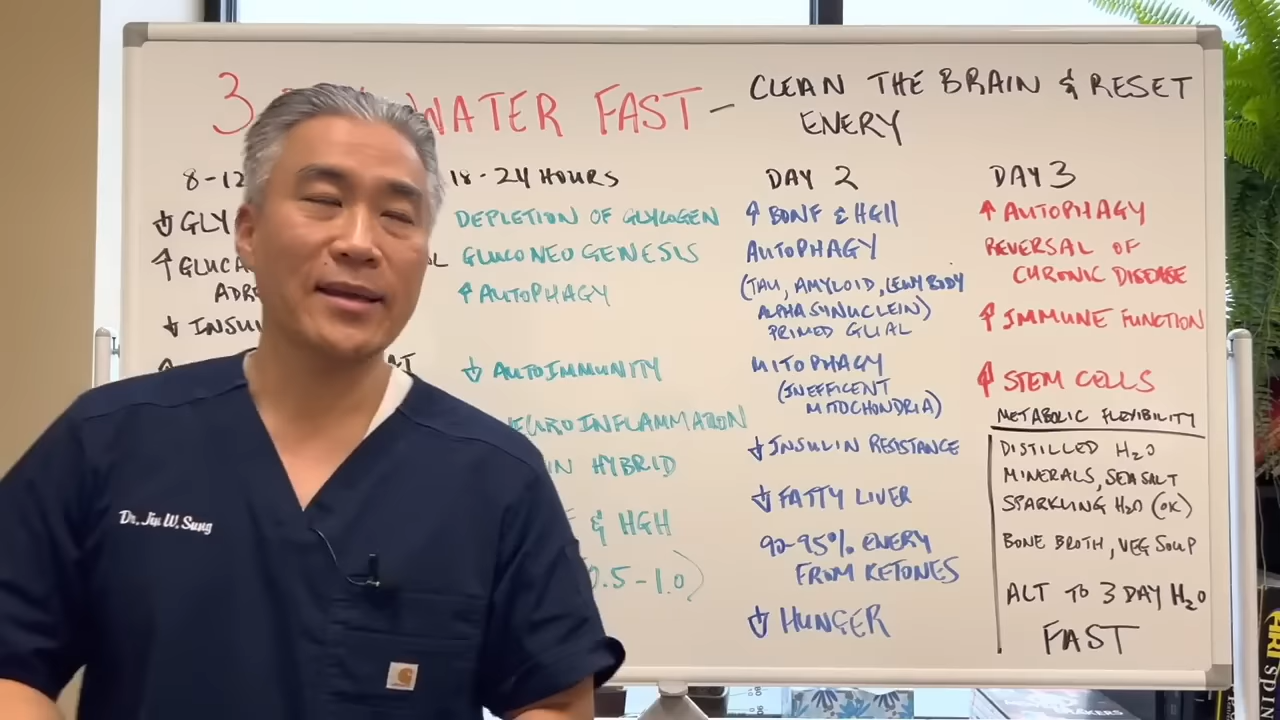 3 WATER FAST - CLEAN THE BRAIN & RESET
ENERY
8-12
↓ GLY
↑ GLUCA
ADR
↓ INSU
↑
18-24 HOURS
DEPLETION OF GLYCOGEN
GLUCONEOGENESIS
↑ AUTOPHAGY
↓ AUTOIMMUNITY
NEUROINFLAMMATION
IN HYBRID
& HGH
0.5-1.0)
DAY 2
↑ BDNF & HGH
AUTOPHAGY
(TAU, AMYLOID, LEWY BODY
ALPHA SYNUCLEIN)
PRIMED GLIAL
MITOPHAGY
(INEFFICENT
MITOCHONDRIA)
↓ INSULIN RESISTANCE
↓ FATTY LIVER
90-95% ENERY
FROM KETONES
↓ HUNGER
DAY 3
↑ AUTOPHAGY
REVERSAL OF
CHRONIC DISEASE
↑ IMMUNE FUNCTION
↑ STEM CELLS
METABOLIC FLEXIBILITY
DISTILLED H2O
MINERALS, SEA SALT
SPARKLING H2O (OK)
BONE BROTH, VEG SOUP
ALT TO 3 DAY H2O
FAST
Dr. Jin W. Sung